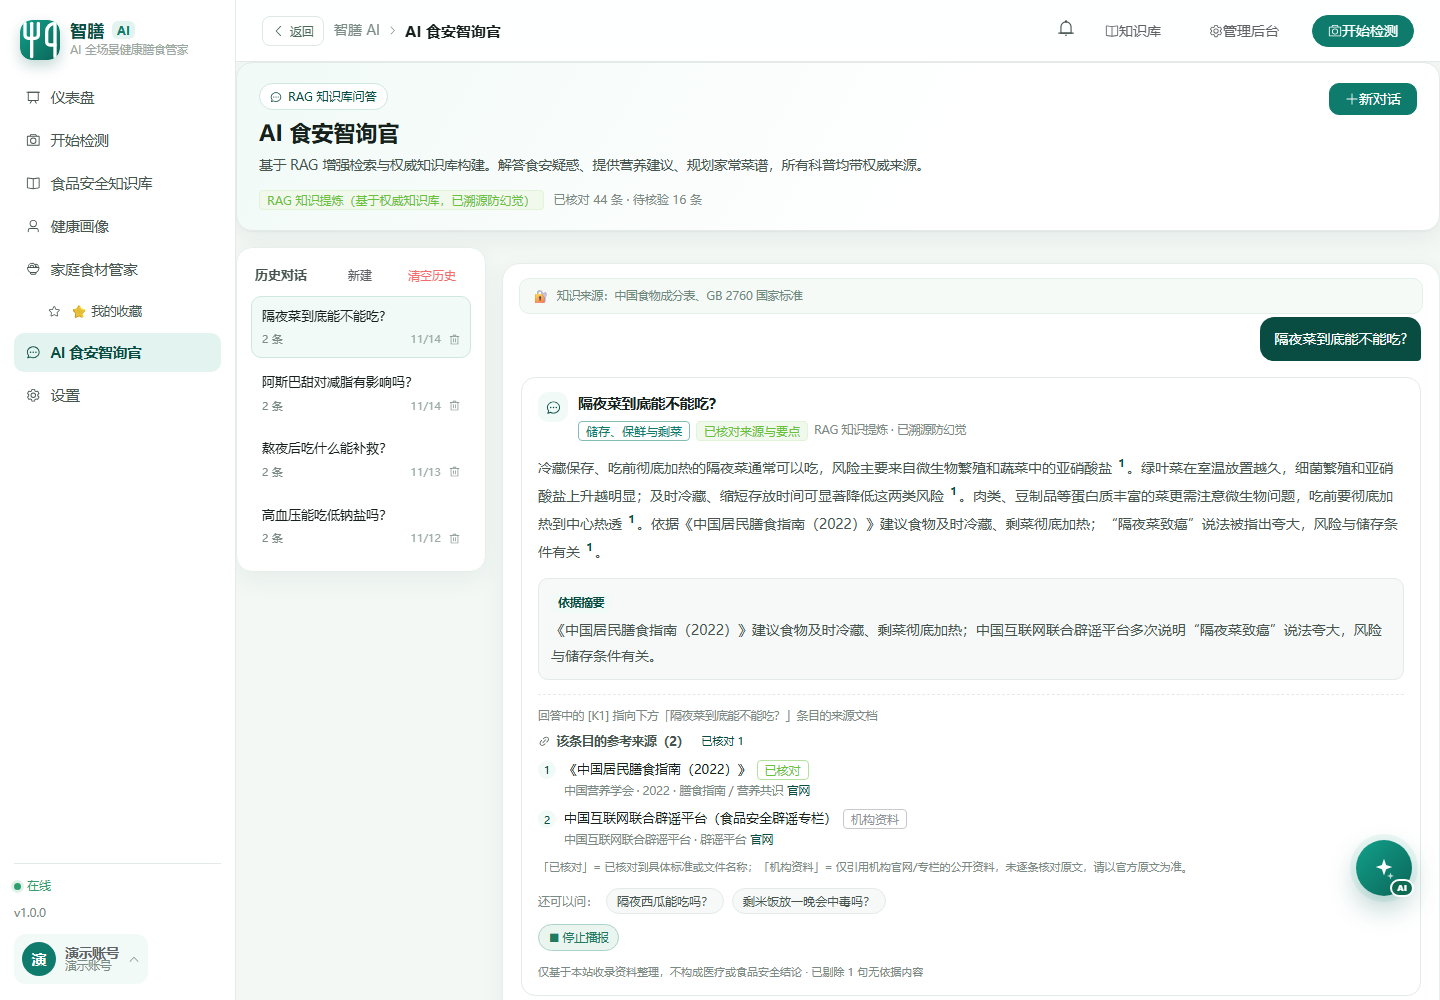 智膳 AI
AI 全场景健康膳食管家
仪表盘
开始检测
食品安全知识库
健康画像
家庭食材管家
我的收藏
AI 食安智询官
设置
在线
v1.0.0
演
演示账号
演示账号
返回
智膳 AI
AI 食安智询官
知识库
管理后台
开始检测
RAG 知识库问答
AI 食安智询官
基于 RAG 增强检索与权威知识库构建。解答食安疑惑、提供营养建议、规划家常菜谱，所有科普均带权威来源。
RAG 知识提炼（基于权威知识库，已溯源防幻觉）
已核对 44 条 · 待核验 16 条
新对话
历史对话
新建
清空历史
隔夜菜到底能不能吃？
2 条
11/14
阿斯巴甜对减脂有影响吗？
2 条
11/14
熬夜后吃什么能补救？
2 条
11/13
高血压能吃低钠盐吗？
2 条
11/12
知识来源：中国食物成分表、GB 2760 国家标准
隔夜菜到底能不能吃？
隔夜菜到底能不能吃？
储存、保鲜与剩菜
已核对来源与要点
RAG 知识提炼 · 已溯源防幻觉
冷藏保存、吃前彻底加热的隔夜菜通常可以吃，风险主要来自微生物繁殖和蔬菜中的亚硝酸盐 1。绿叶菜在室温放置越久，细菌繁殖和亚硝
酸盐上升越明显；及时冷藏、缩短存放时间可显著降低这两类风险 1。肉类、豆制品等蛋白质丰富的菜更需注意微生物问题，吃前要彻底加
热到中心热透 1。依据《中国居民膳食指南（2022）》建议食物及时冷藏、剩菜彻底加热；“隔夜菜致癌”说法被指出夸大，风险与储存条
件有关 1。
依据摘要
《中国居民膳食指南（2022）》建议食物及时冷藏、剩菜彻底加热；中国互联网联合辟谣平台多次说明“隔夜菜致癌”说法夸大，风险
与储存条件有关。
回答中的 [K1] 指向下方「隔夜菜到底能不能吃？」条目的来源文档
该条目的参考来源（2）
已核对 1
1
《中国居民膳食指南（2022）》
已核对
中国营养学会 · 2022 · 膳食指南 / 营养共识 官网
2
中国互联网联合辟谣平台（食品安全辟谣专栏）
机构资料
中国互联网联合辟谣平台 · 辟谣平台 官网
「已核对」= 已核对到具体标准或文件名称；「机构资料」= 仅引用机构官网/专栏的公开资料，未逐条核对原文，请以官方原文为准。
还可以问：
隔夜西瓜能吃吗？
剩米饭放一晚会中毒吗？
停止播报
仅基于本站收录资料整理，不构成医疗或食品安全结论 · 已剔除 1 句无依据内容
AI